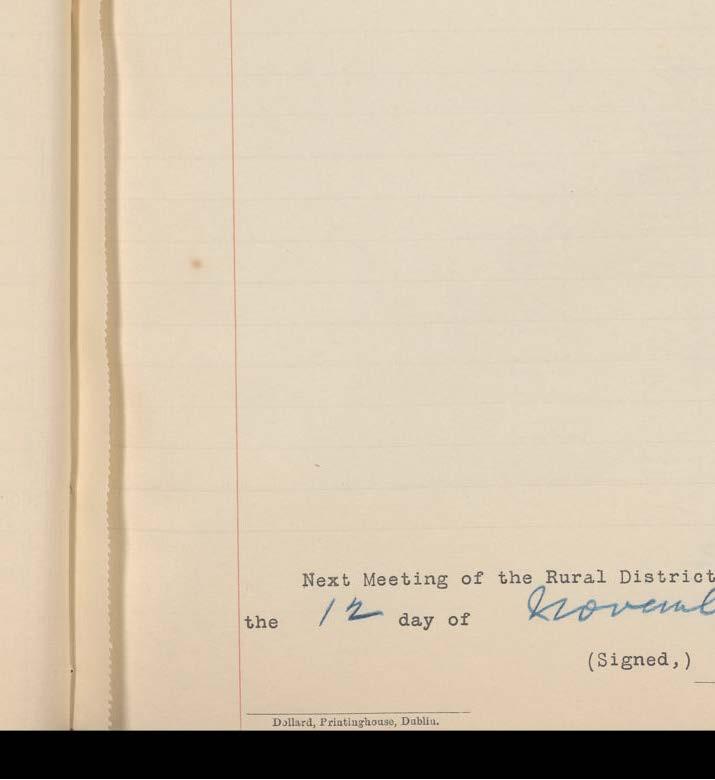 Next Meeting of the Rural District
the 12 day of Novemb
(Signed,)
Dollard, Printinghouse, Dublin.